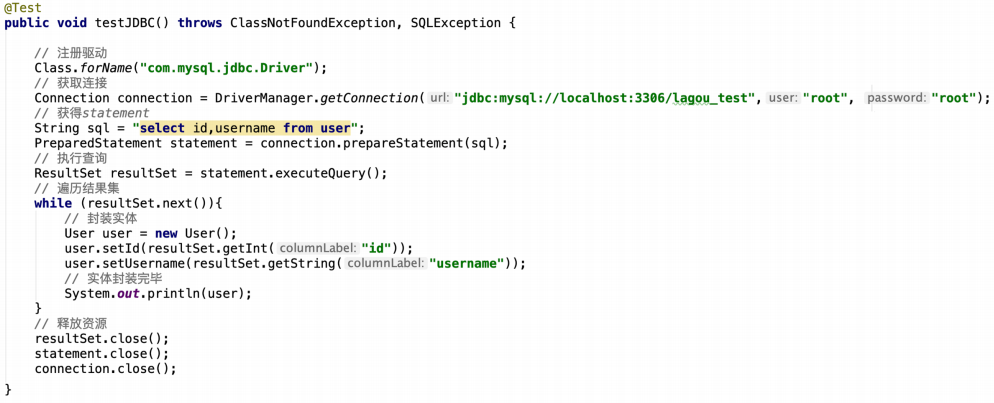 @Test
public void testJDBC() throws ClassNotFoundException, SQLException {
// 注册驱动
Class.forName("com.mysql.jdbc.Driver");
// 获取连接
Connection connection = DriverManager.getConnection( url: "jdbc:mysql://localhost:3306/lagou_test", user: "root", password: "root");
// 获得statement
String sql = "select id,username from user";
PreparedStatement statement = connection.prepareStatement(sql);
// 执行查询
ResultSet resultSet = statement.executeQuery();
// 遍历结果集
while (resultSet.next()){
// 封装实体
User user = new User();
user.setId(resultSet.getInt( columnLabel: "id"));
user.setUsername(resultSet.getString( columnLabel: "username"));
// 实体封装完毕
System.out.println(user);
}
// 释放资源
resultSet.close();
statement.close();
connection.close();
}